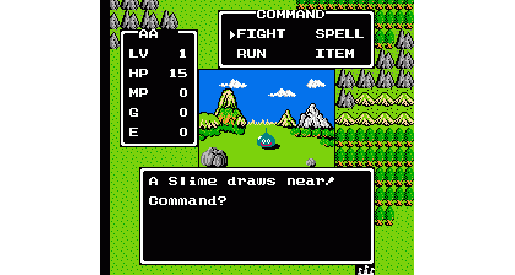 COMMAND
FIGHT SPELL
RUN ITEM
AA
LV 1
HP 15
MP 0
G 0
E 0
A Slime draws near!
Command?